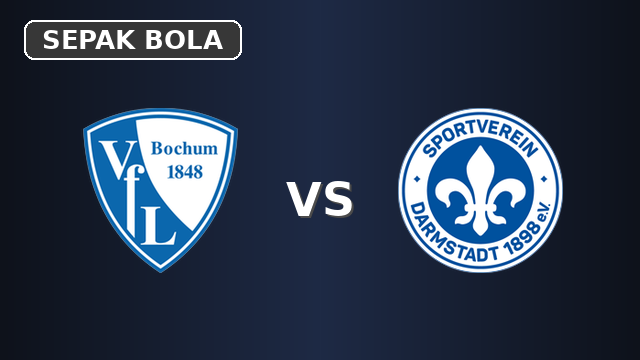 SEPAK BOLA
VfL
Bochum
1848
VS
SPORTVEREIN
DARMSTADT 1898 e.V.